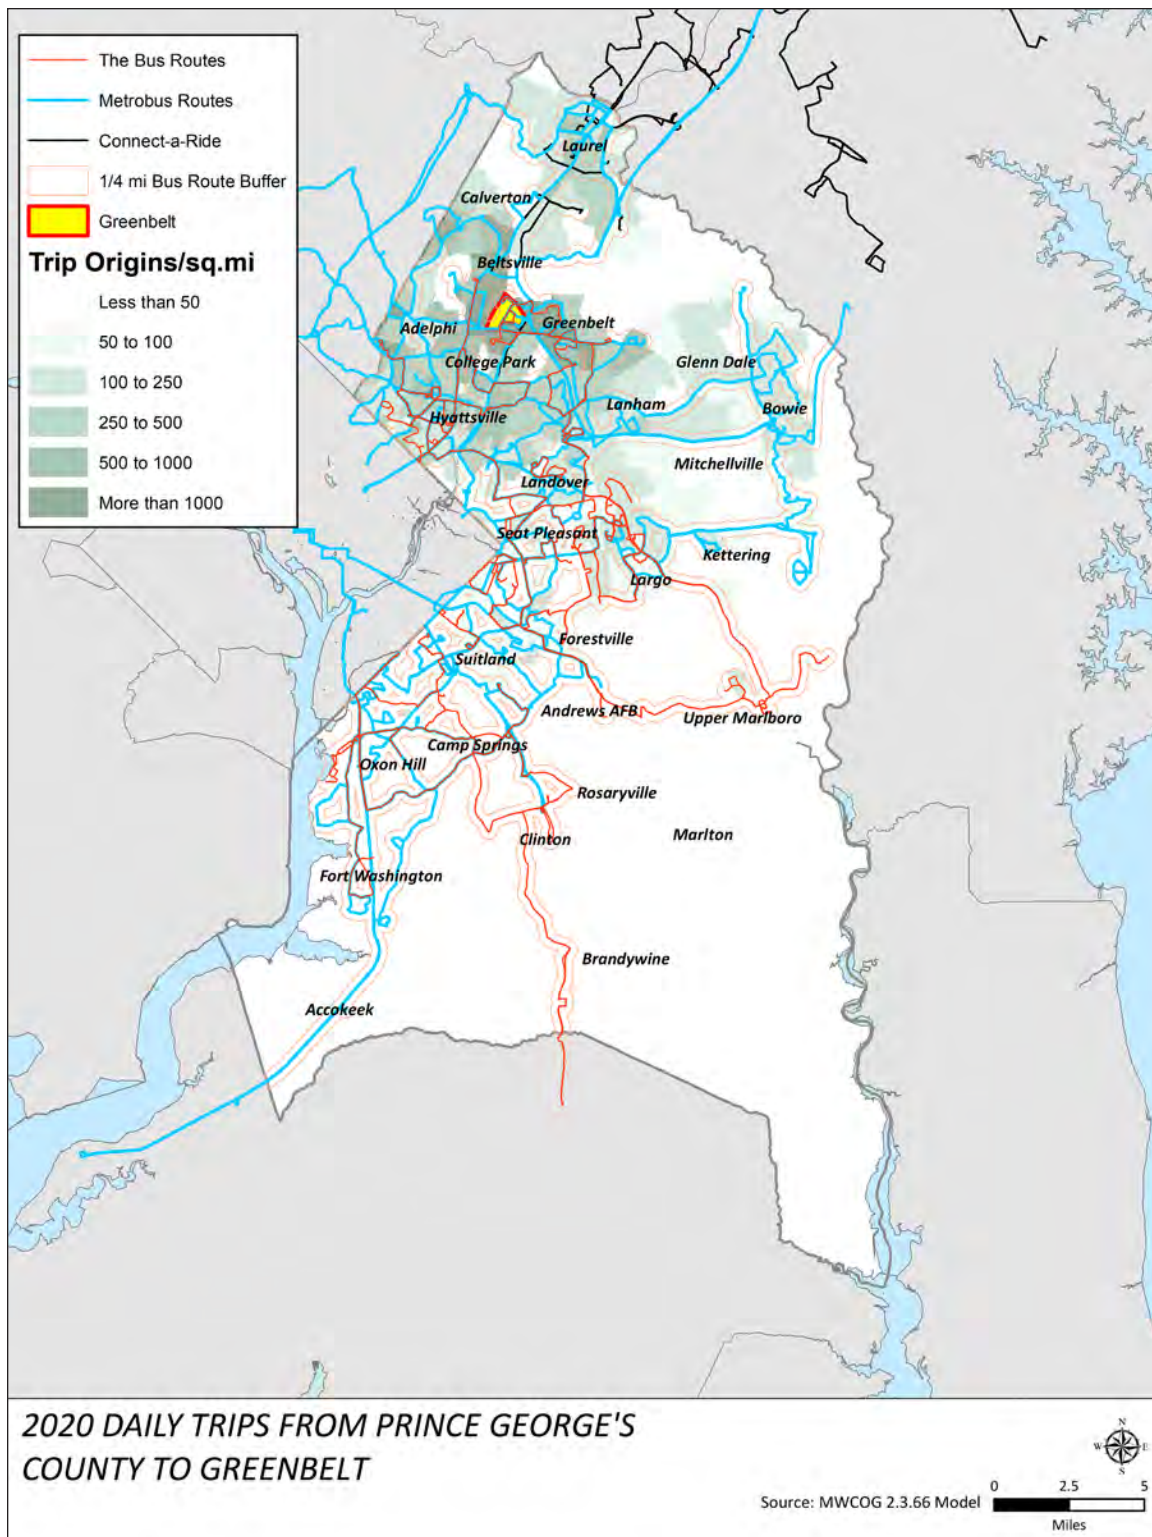 The Bus Routes
Metrobus Routes
Connect-a-Ride
1/4 mi Bus Route Buffer
Greenbelt
Trip Origins/sq.mi
Less than 50
50 to 100
100 to 250
250 to 500
500 to 1000
More than 1000
Laurel
Calverton
Beltsville
Adelphi
Greenbelt
College Park
Glenn Dale
Hyattsville
Lanham
Bowie
Mitchellville
Landover
Seat Pleasant
Kettering
Largo
Forestville
Suitland
Andrews AFB
Upper Marlboro
Camp Springs
Oxon Hill
Rosaryville
Clinton
Marlton
Fort Washington
Brandywine
Accokeek
2020 DAILY TRIPS FROM PRINCE GEORGE'S
COUNTY TO GREENBELT
N
W E
S
0 2.5 5
Source: MWCOG 2.3.66 Model
Miles